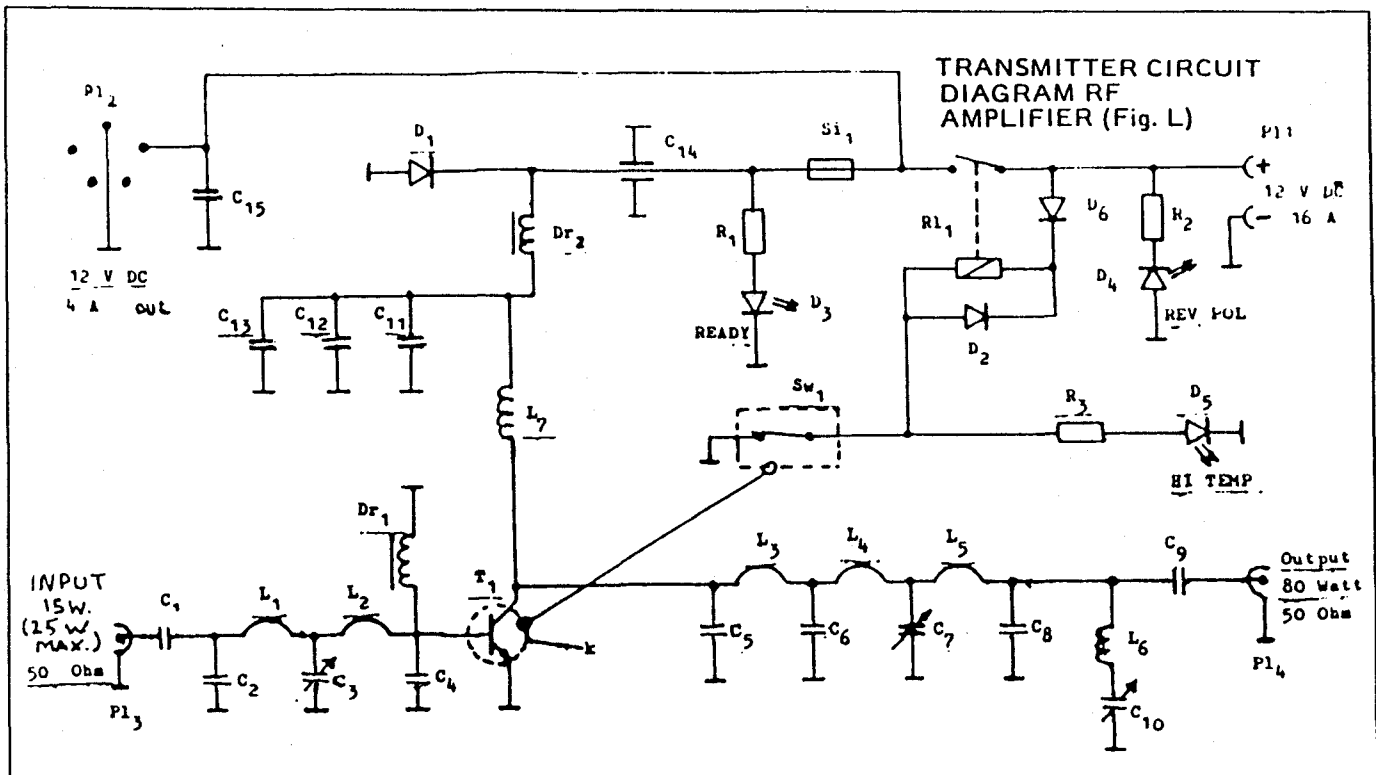 TRANSMITTER CIRCUIT
DIAGRAM RF
AMPLIFIER (Fig. L)
Pl2
C15
12 V DC
4 A out
D1
C14
Si1
Pl1
+
12 V DC
16 A
−
Dr2
R1
D3
READY
Rl1
D6
R2
D4
REV POL
D2
C13
C12
C11
L7
Sw1
R3
D5
HI TEMP
Dr1
T1
k
INPUT
15W.
(25 W.
MAX.)
50 Ohm
Pl3
C1
L1
L2
C2
C3
C4
L3
L4
L5
C5
C6
C7
C8
C9
L6
C10
Output
80 Watt
50 Ohm
Pl4